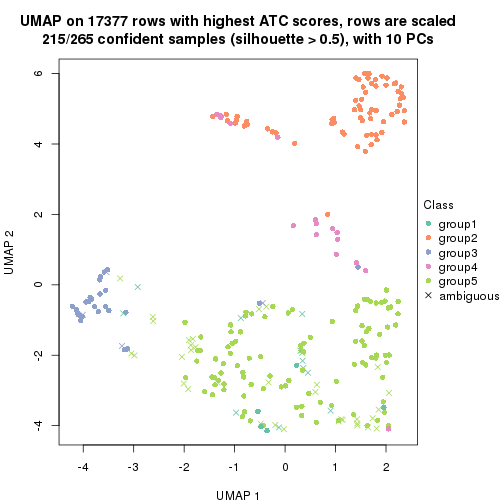 UMAP on 17377 rows with highest ATC scores, rows are scaled
215/265 confident samples (silhouette > 0.5), with 10 PCs
6
4
2
0
-2
-4
UMAP 2
-4
-3
-2
-1
0
1
2
UMAP 1
Class
group1
group2
group3
group4
group5
ambiguous